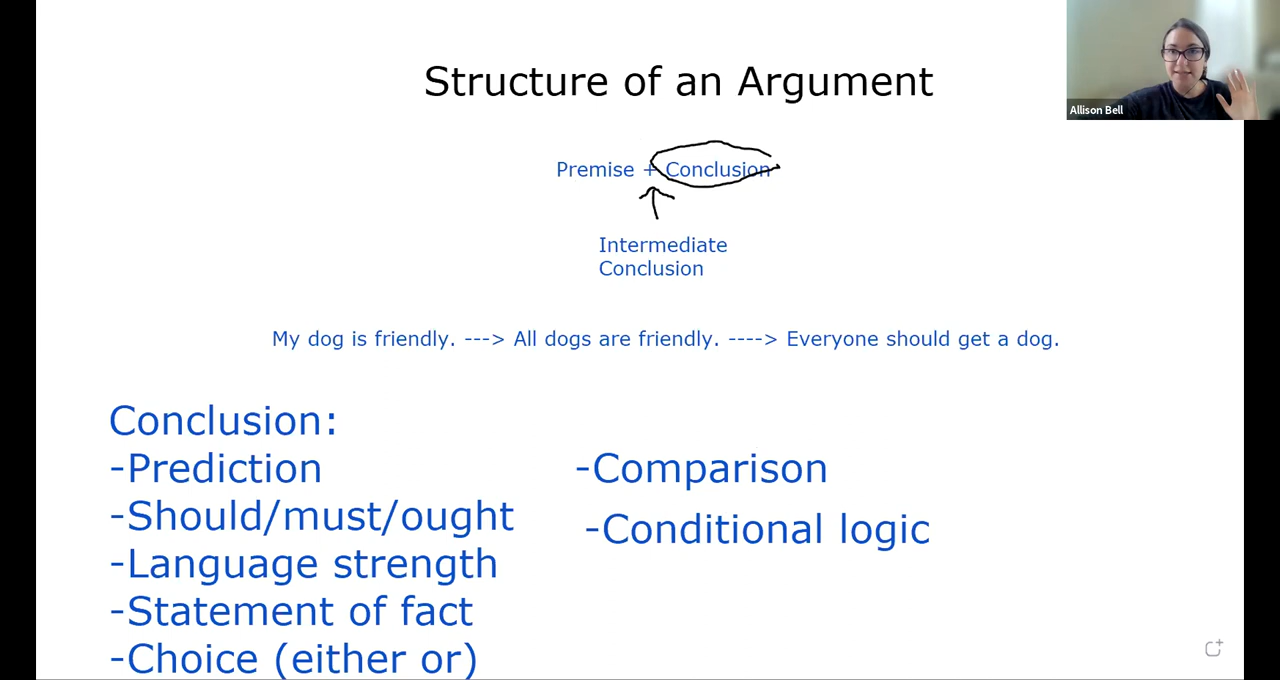 Structure of an Argument
Allison Bell
Premise + Conclusion
Intermediate
Conclusion
My dog is friendly. ---> All dogs are friendly. ----> Everyone should get a dog.
Conclusion:
-Prediction
-Should/must/ought
-Language strength
-Statement of fact
-Choice (either or)
-Comparison
-Conditional logic